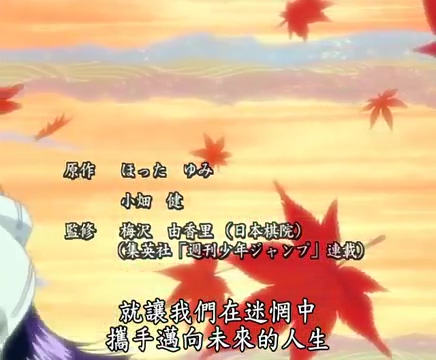 原作 ほった ゆみ
小畑 健
監修 梅沢 由香里 (日本棋院)
(集英社「週刊少年ジャンプ」連載)
就讓我們在迷惘中
攜手邁向未來的人生